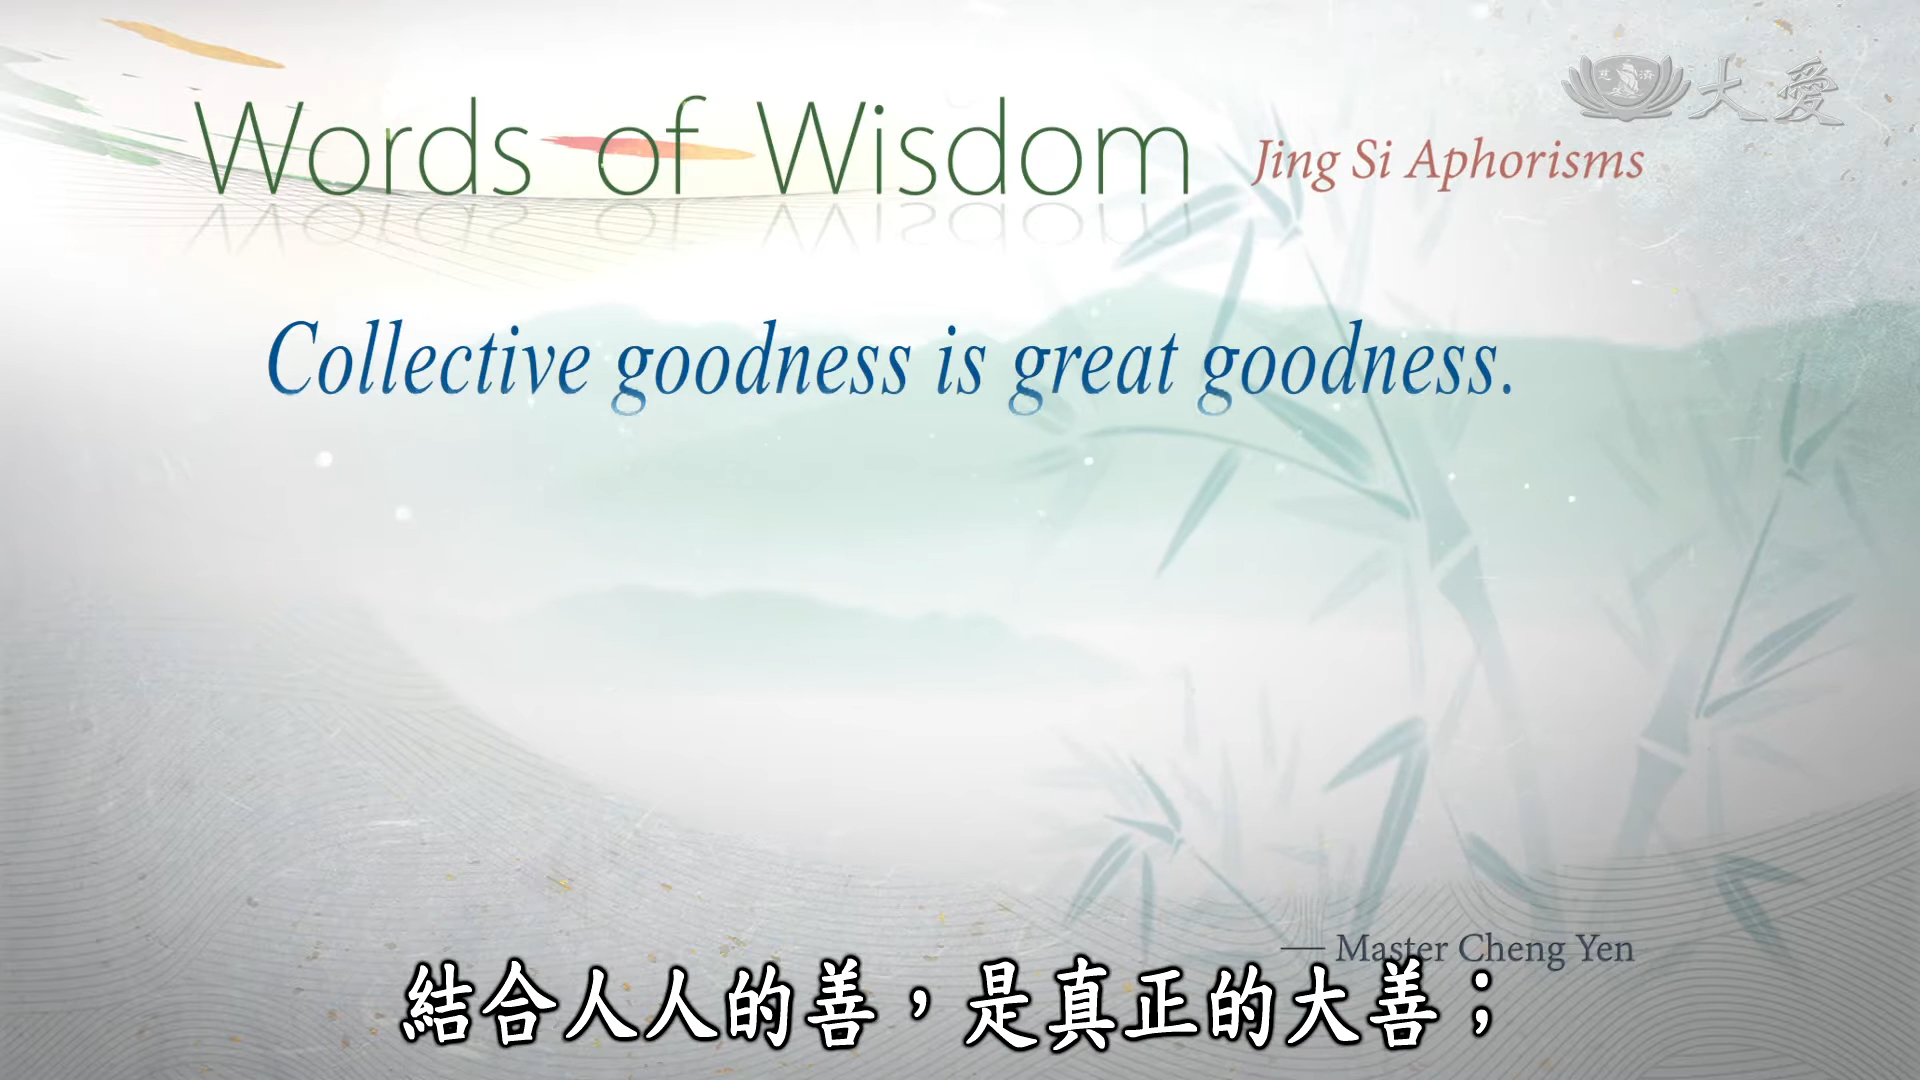 大愛
Words of Wisdom
Jing Si Aphorisms
Collective goodness is great goodness.
— Master Cheng Yen
結合人人的善，是真正的大善；